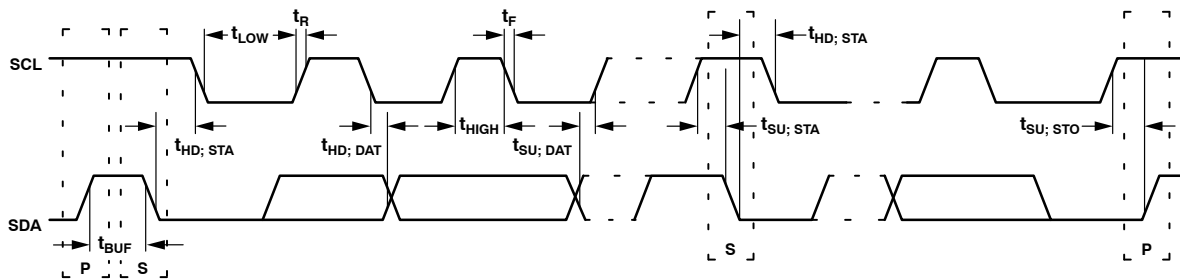 tR
tF
S
P
tLOW
tHD; STA
SCL
tHD; STA
tHD; DAT
tHIGH
tSU; DAT
tSU; STA
tSU; STO
SDA
tBUF
P
S
S
P